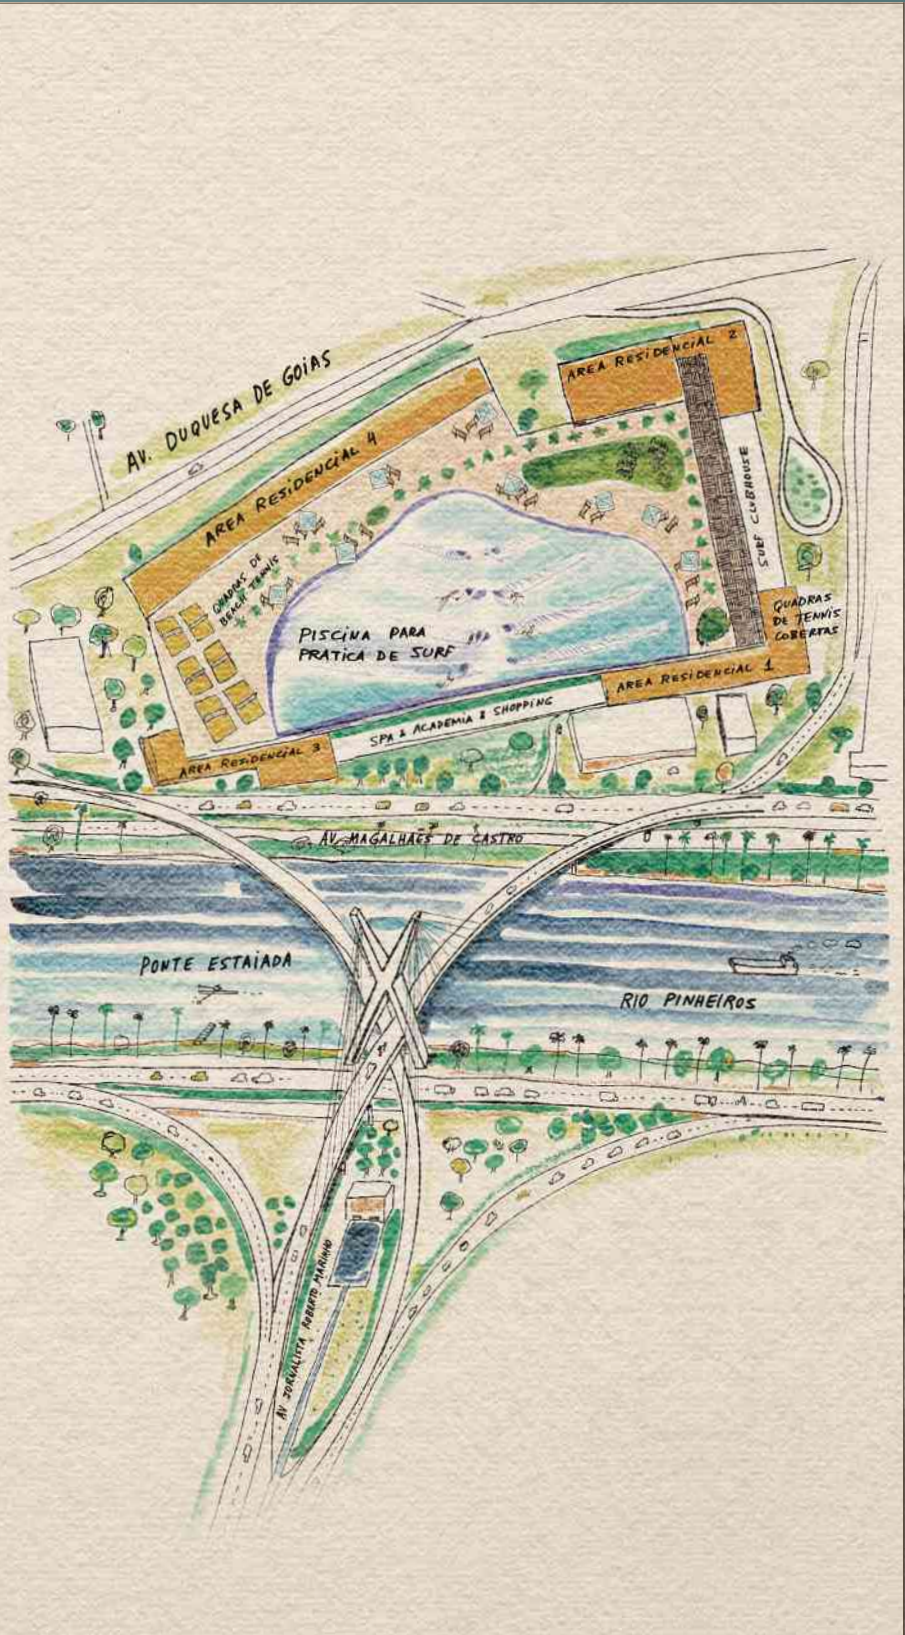 AV. DUQUESA DE GOIAS
AREA RESIDENCIAL 2
AREA RESIDENCIAL 4
SURF CLUBHOUSE
QUADRAS DE
BEACH TENNIS
QUADRAS
DE TENNIS
COBERTAS
PISCINA PARA
PRATICA DE SURF
AREA RESIDENCIAL 1
SPA & ACADEMIA & SHOPPING
AREA RESIDENCIAL 3
AV. MAGALHÃES DE CASTRO
PONTE ESTAIADA
RIO PINHEIROS
AV JORNALISTA ROBERTO MARINHO